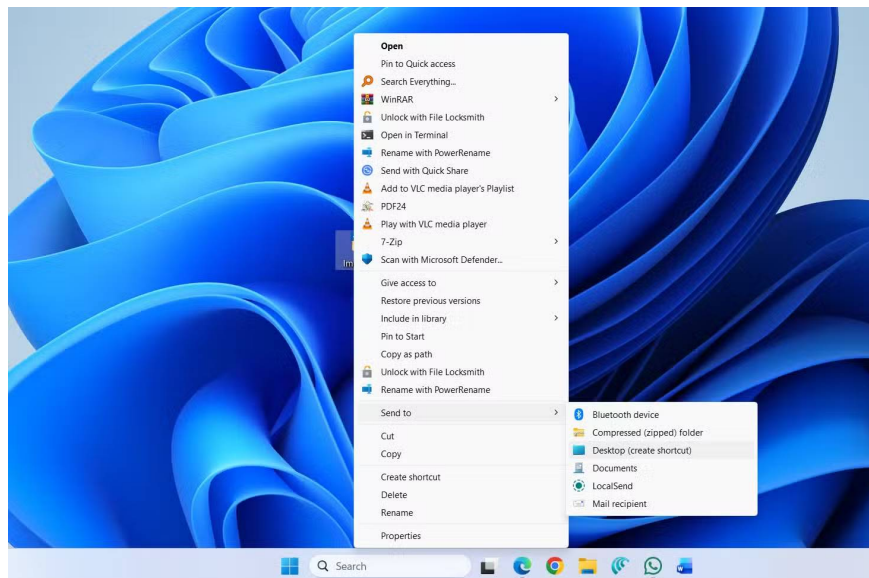 Open
Pin to Quick access
Search Everything...
WinRAR
Unlock with File Locksmith
Open in Terminal
Rename with PowerRename
Send with Quick Share
Add to VLC media player's Playlist
PDF24
Play with VLC media player
7-Zip
Scan with Microsoft Defender...
Give access to
Restore previous versions
Include in library
Pin to Start
Copy as path
Unlock with File Locksmith
Rename with PowerRename
Send to
Cut
Copy
Create shortcut
Delete
Rename
Properties
Bluetooth device
Compressed (zipped) folder
Desktop (create shortcut)
Documents
LocalSend
Mail recipient
Search